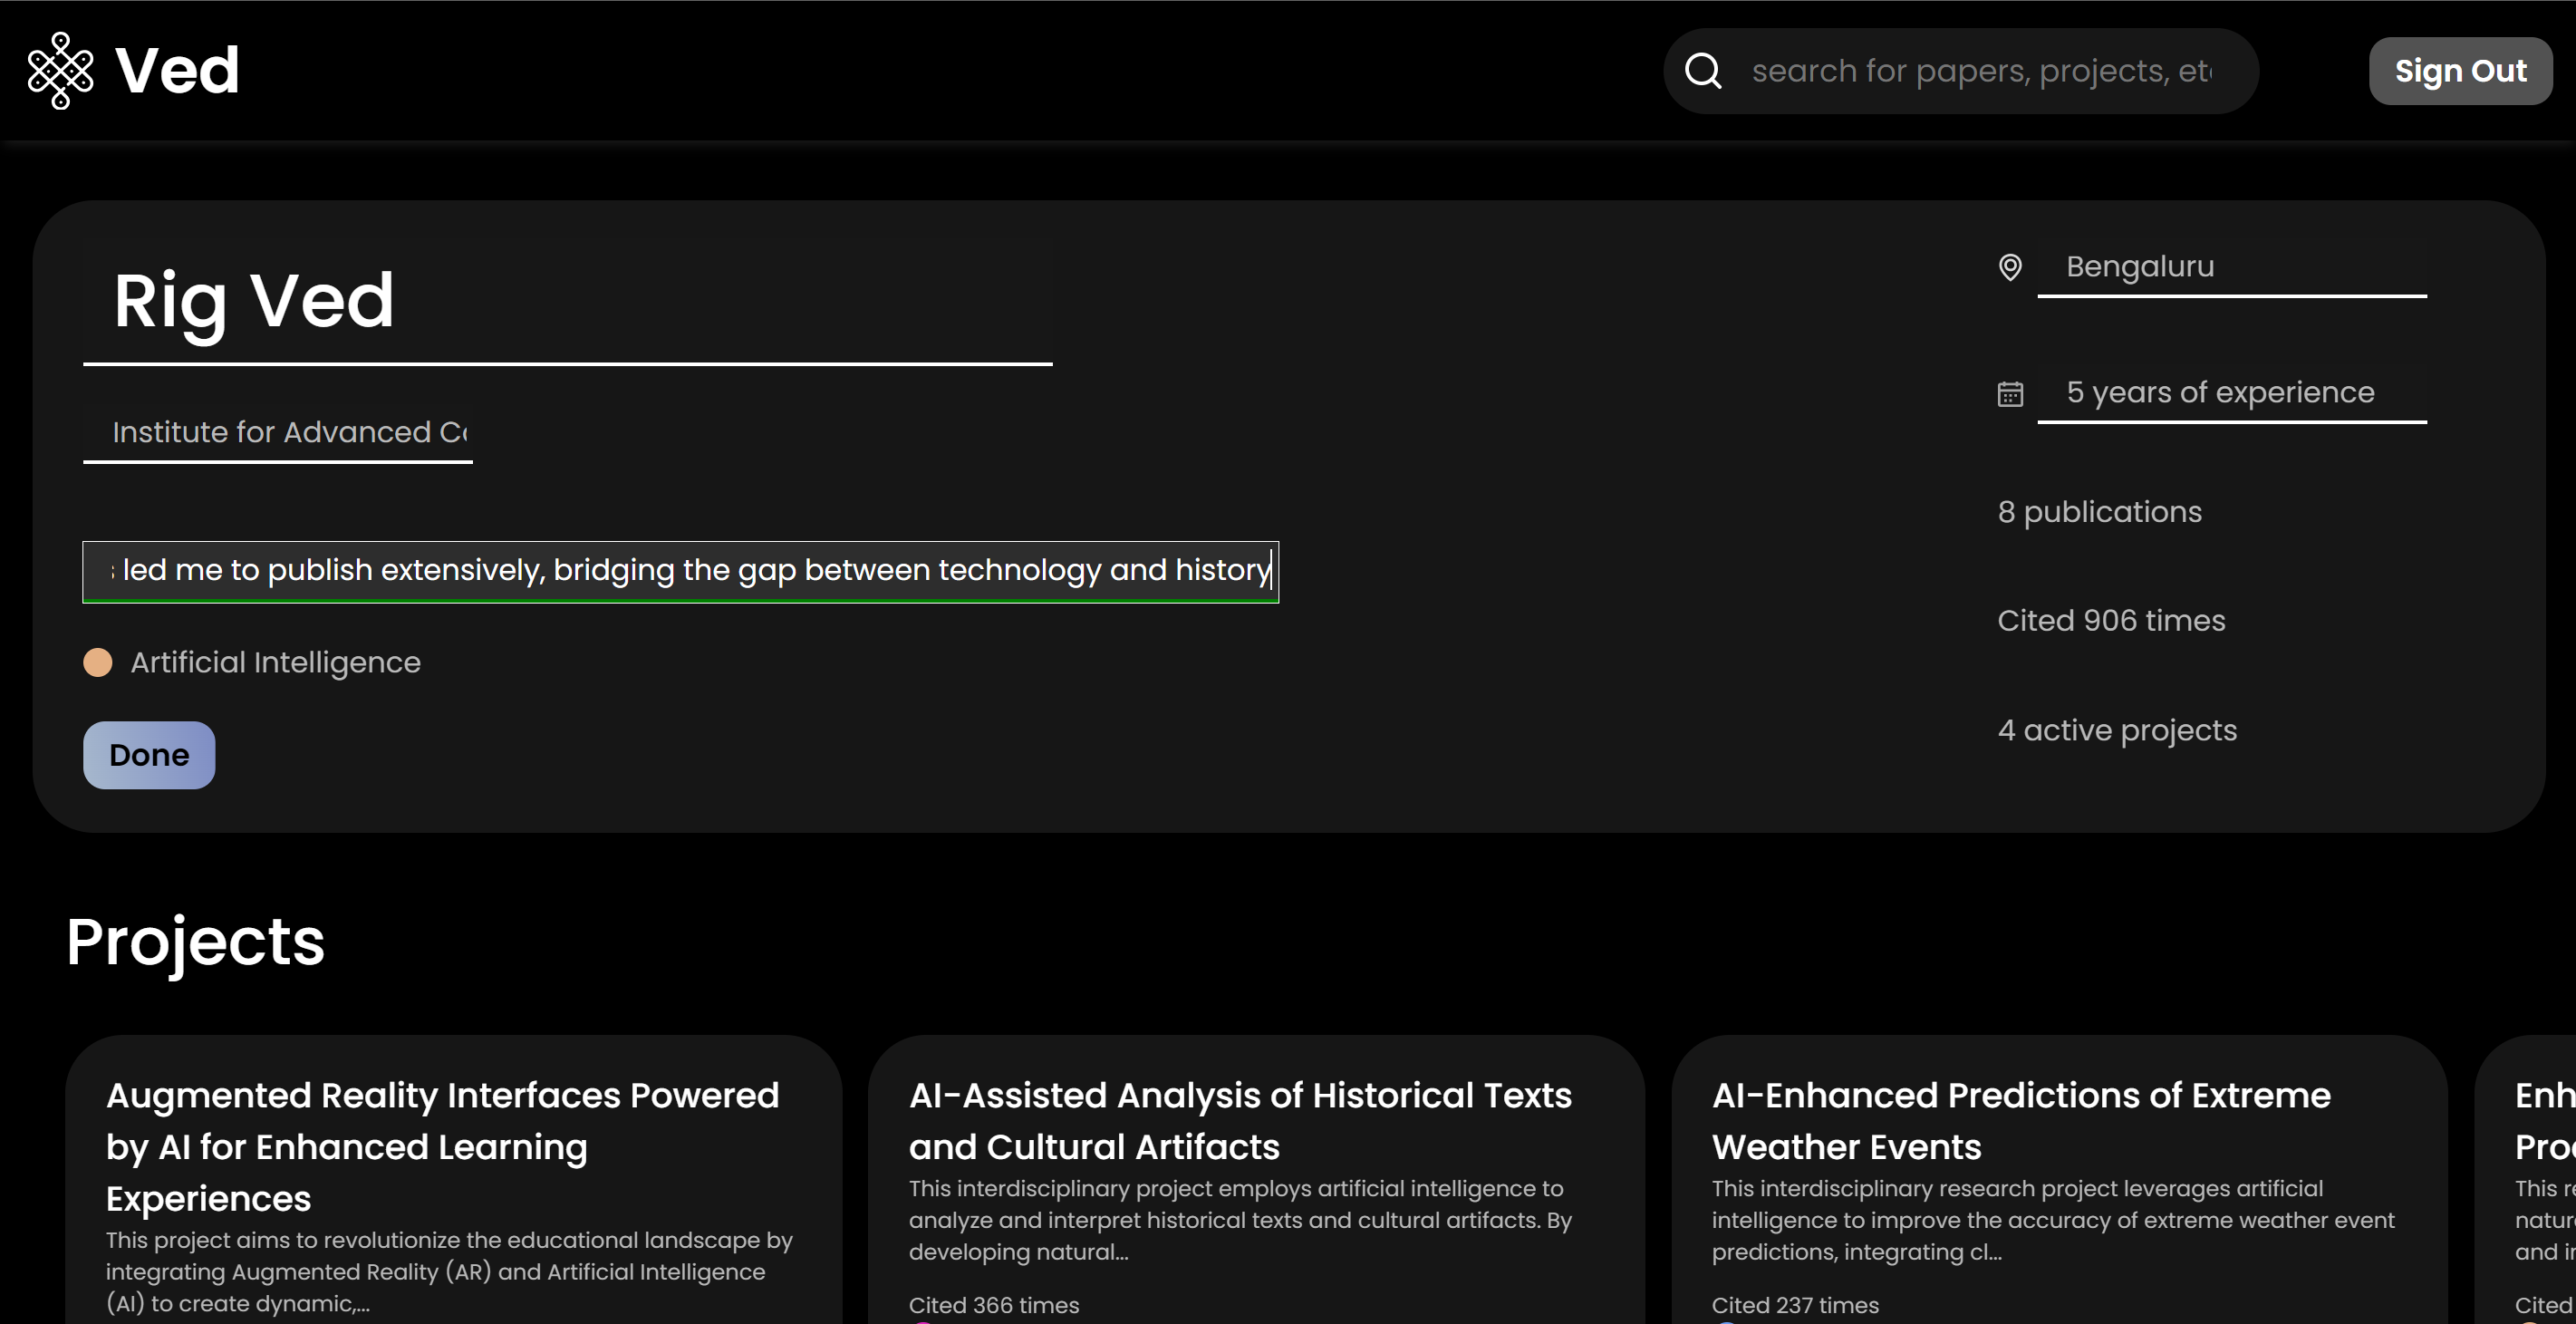 Ved
search for papers, projects, etc
Sign Out
Rig Ved
Institute for Advanced
led me to publish extensively, bridging the gap between technology and history
Artificial Intelligence
Done
Bengaluru
5 years of experience
8 publications
Cited 906 times
4 active projects
Projects
Augmented Reality Interfaces Powered
by AI for Enhanced Learning
Experiences
This project aims to revolutionize the educational landscape by
integrating Augmented Reality (AR) and Artificial Intelligence
(AI) to create dynamic,...
AI-Assisted Analysis of Historical Texts
and Cultural Artifacts
This interdisciplinary project employs artificial intelligence to
analyze and interpret historical texts and cultural artifacts. By
developing natural...
Cited 366 times
AI-Enhanced Predictions of Extreme
Weather Events
This interdisciplinary research project leverages artificial
intelligence to improve the accuracy of extreme weather event
predictions, integrating cl...
Cited 237 times
This
and
Cited